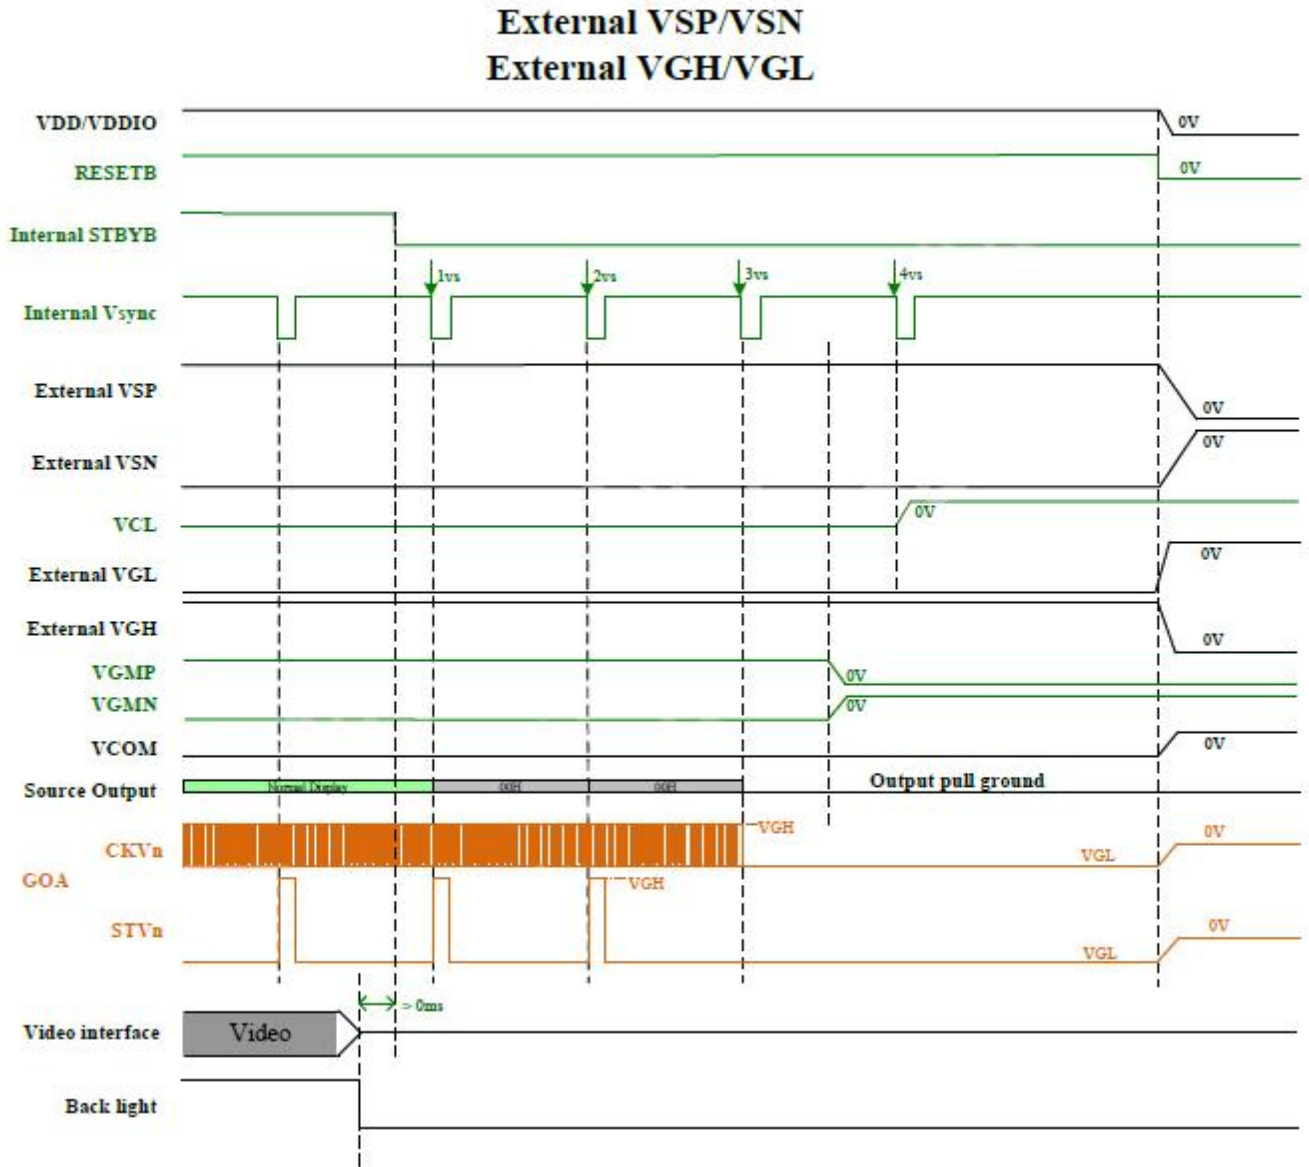 External VSP/VSN
External VGH/VGL
VDD/VDDIO 0V
RESETB 0V
Internal STBYB
1vs 2vs 3vs 4vs
Internal Vsync
External VSP 0V
External VSN 0V
VCL 0V
External VGL 0V
External VGH 0V
VGMP 0V
VGMN 0V
VCOM 0V
Source Output Normal Display 00H 00H Output pull ground
CKVn VGH VGL 0V
GOA
STVn VGH VGL 0V
> 0ms
Video interface Video
Back light